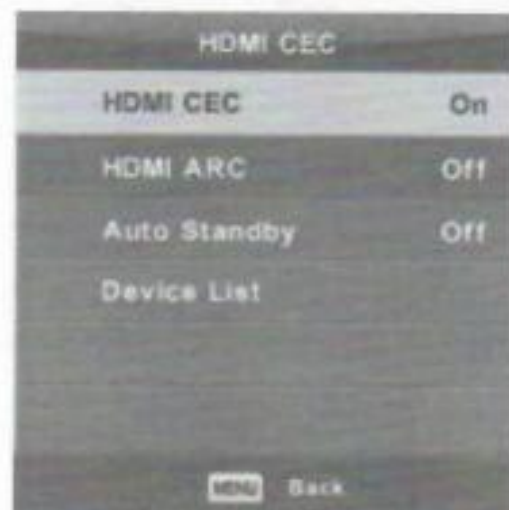 HDMI CEC
HDMI CEC On
HDMI ARC Off
Auto Standby Off
Device List
MENU Back